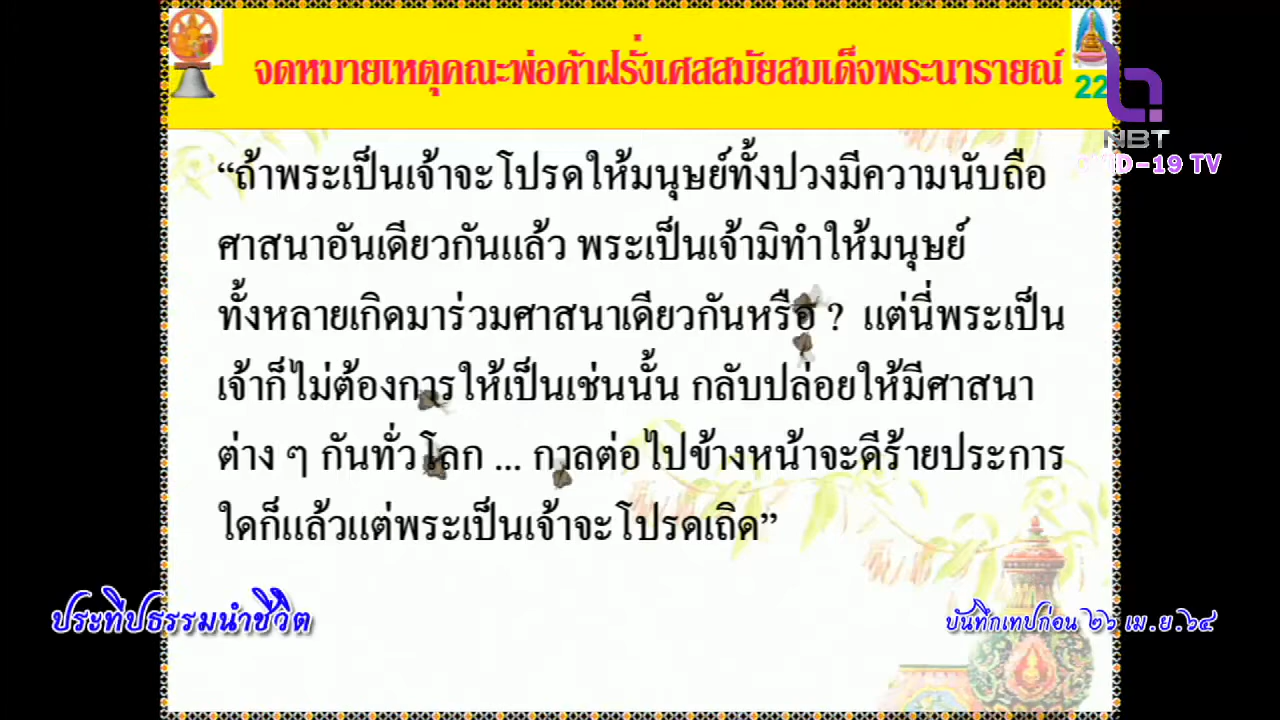 จดหมายเหตุคณะพ่อค้าฝรั่งเศสสมัยสมเด็จพระนารายณ์
22
NBT
-19 TV
“ถ้าพระเป็นเจ้าจะโปรดให้มนุษย์ทั้งปวงมีความนับถือ
ศาสนาอันเดียวกันแล้ว พระเป็นเจ้ามิทำให้มนุษย์
ทั้งหลายเกิดมาร่วมศาสนาเดียวกันหรือ ? แต่นี่พระเป็น
เจ้าก็ไม่ต้องการให้เป็นเช่นนั้น กลับปล่อยให้มีศาสนา
ต่าง ๆ กันทั่วโลก ... กาลต่อไปข้างหน้าจะดีร้ายประการ
ใดก็แล้วแต่พระเป็นเจ้าจะโปรดเถิด”
ประทีปธรรมนำชีวิต
บันทึกเทปก่อน ๒๖ เม.ย.๖๔